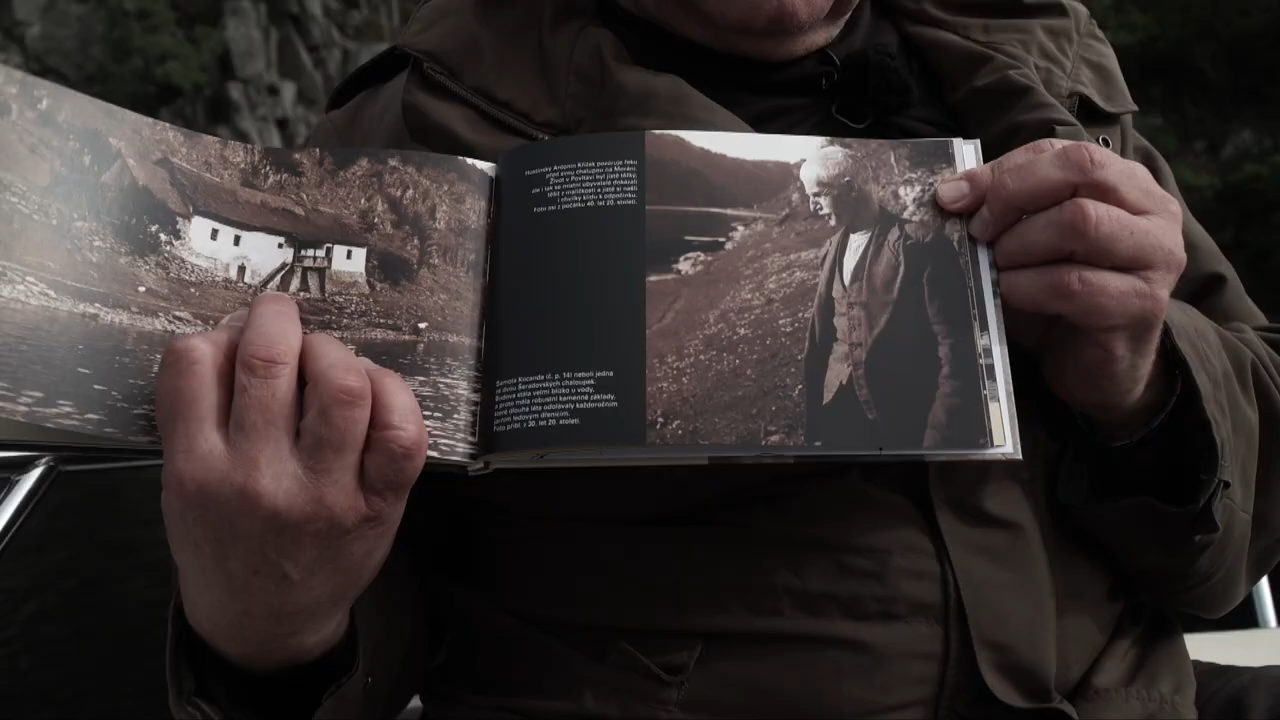 Hostinský Antonín Křížak pozoruje řeku
před svou chalupou na Moráni.
Život v Povltaví byl jistě těžký,
ale i tak se místní obyvatelé dokázali
těšit z maličkostí a jistě si našli
i chvilky klidu k odpočinku.
Foto asi z počátku 40. let 20. století.
Samota Kocanda (č. p. 14) neboli jedna
ze dvou Šeradovských chaloupek.
Budova stála velmi blízko u vody,
a proto měla robustní kamenné základy,
které dlouhá léta odolávaly každoročním
jarním ledovým dřenicím.
Foto přibl. z 30. let 20. století.